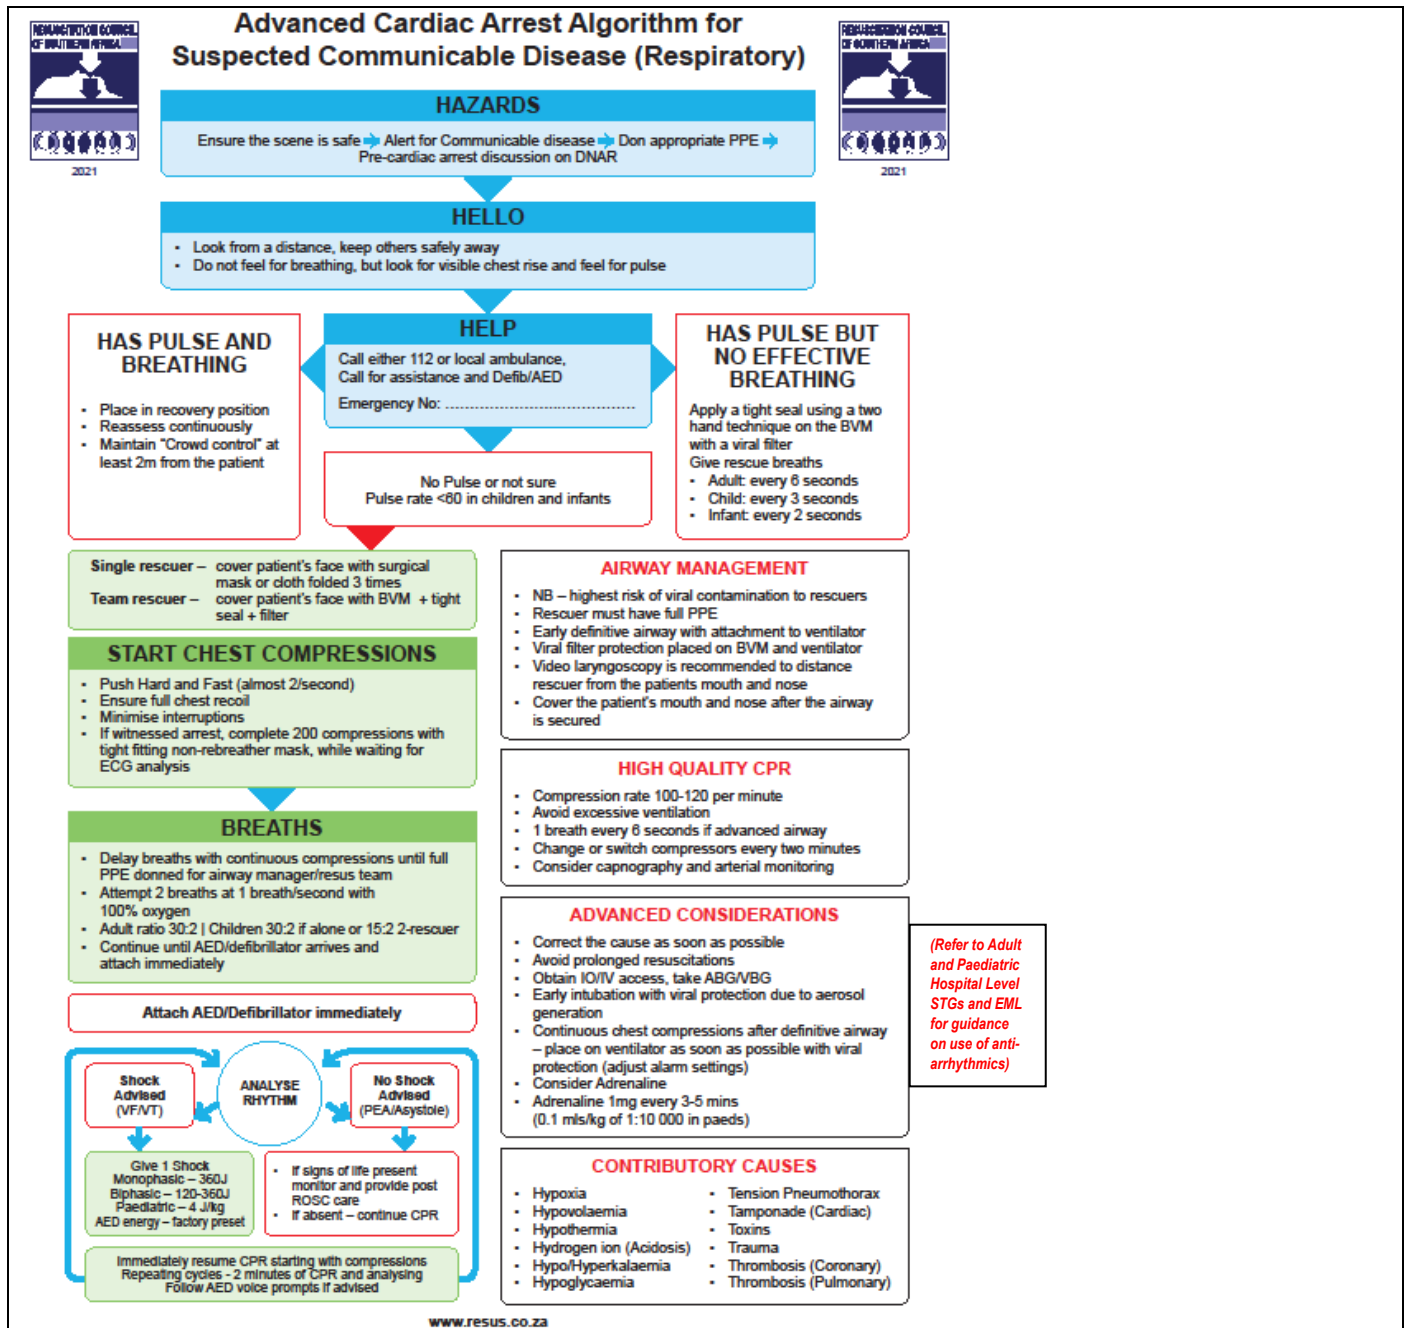 Advanced Cardiac Arrest Algorithm for
Suspected Communicable Disease (Respiratory)
RESUSCITATION COUNCIL
OF SOUTHERN AFRICA
2021
RESUSCITATION COUNCIL
OF SOUTHERN AFRICA
2021
HAZARDS
Ensure the scene is safe Alert for Communicable disease Don appropriate PPE
Pre-cardiac arrest discussion on DNAR
HELLO
• Look from a distance, keep others safely away
• Do not feel for breathing, but look for visible chest rise and feel for pulse
HAS PULSE AND
BREATHING
• Place in recovery position
• Reassess continuously
• Maintain “Crowd control” at
least 2m from the patient
HELP
Call either 112 or local ambulance,
Call for assistance and Defib/AED
Emergency No: ..........................................
HAS PULSE BUT
NO EFFECTIVE
BREATHING
Apply a tight seal using a two
hand technique on the BVM
with a viral filter
Give rescue breaths
• Adult: every 6 seconds
• Child: every 3 seconds
• Infant: every 2 seconds
No Pulse or not sure
Pulse rate <60 in children and infants
Single rescuer – cover patient's face with surgical
mask or cloth folded 3 times
Team rescuer – cover patient's face with BVM + tight
seal + filter
START CHEST COMPRESSIONS
• Push Hard and Fast (almost 2/second)
• Ensure full chest recoil
• Minimise interruptions
• If witnessed arrest, complete 200 compressions with
tight fitting non-rebreather mask, while waiting for
ECG analysis
BREATHS
• Delay breaths with continuous compressions until full
PPE donned for airway manager/resus team
• Attempt 2 breaths at 1 breath/second with
100% oxygen
• Adult ratio 30:2 | Children 30:2 if alone or 15:2 2-rescuer
• Continue until AED/defibrillator arrives and
attach immediately
Attach AED/Defibrillator immediately
Shock
Advised
(VF/VT)
ANALYSE
RHYTHM
No Shock
Advised
(PEA/Asystole)
Give 1 Shock
Monophasic – 360J
Biphasic – 120-360J
Paediatric – 4 J/kg
AED energy – factory preset
• If signs of life present
monitor and provide post
ROSC care
• If absent – continue CPR
Immediately resume CPR starting with compressions
Repeating cycles - 2 minutes of CPR and analysing
Follow AED voice prompts if advised
AIRWAY MANAGEMENT
• NB – highest risk of viral contamination to rescuers
• Rescuer must have full PPE
• Early definitive airway with attachment to ventilator
• Viral filter protection placed on BVM and ventilator
• Video laryngoscopy is recommended to distance
rescuer from the patients mouth and nose
• Cover the patient's mouth and nose after the airway
is secured
HIGH QUALITY CPR
• Compression rate 100-120 per minute
• Avoid excessive ventilation
• 1 breath every 6 seconds if advanced airway
• Change or switch compressors every two minutes
• Consider capnography and arterial monitoring
ADVANCED CONSIDERATIONS
• Correct the cause as soon as possible
• Avoid prolonged resuscitations
• Obtain IO/IV access, take ABG/VBG
• Early intubation with viral protection due to aerosol
generation
• Continuous chest compressions after definitive airway
– place on ventilator as soon as possible with viral
protection (adjust alarm settings)
• Consider Adrenaline
• Adrenaline 1mg every 3-5 mins
(0.1 mls/kg of 1:10 000 in paeds)
(Refer to Adult
and Paediatric
Hospital Level
STGs and EML
for guidance
on use of anti-
arrhythmics)
CONTRIBUTORY CAUSES
• Hypoxia
• Hypovolaemia
• Hypothermia
• Hydrogen ion (Acidosis)
• Hypo/Hyperkalaemia
• Hypoglycaemia
• Tension Pneumothorax
• Tamponade (Cardiac)
• Toxins
• Trauma
• Thrombosis (Coronary)
• Thrombosis (Pulmonary)
www.resus.co.za